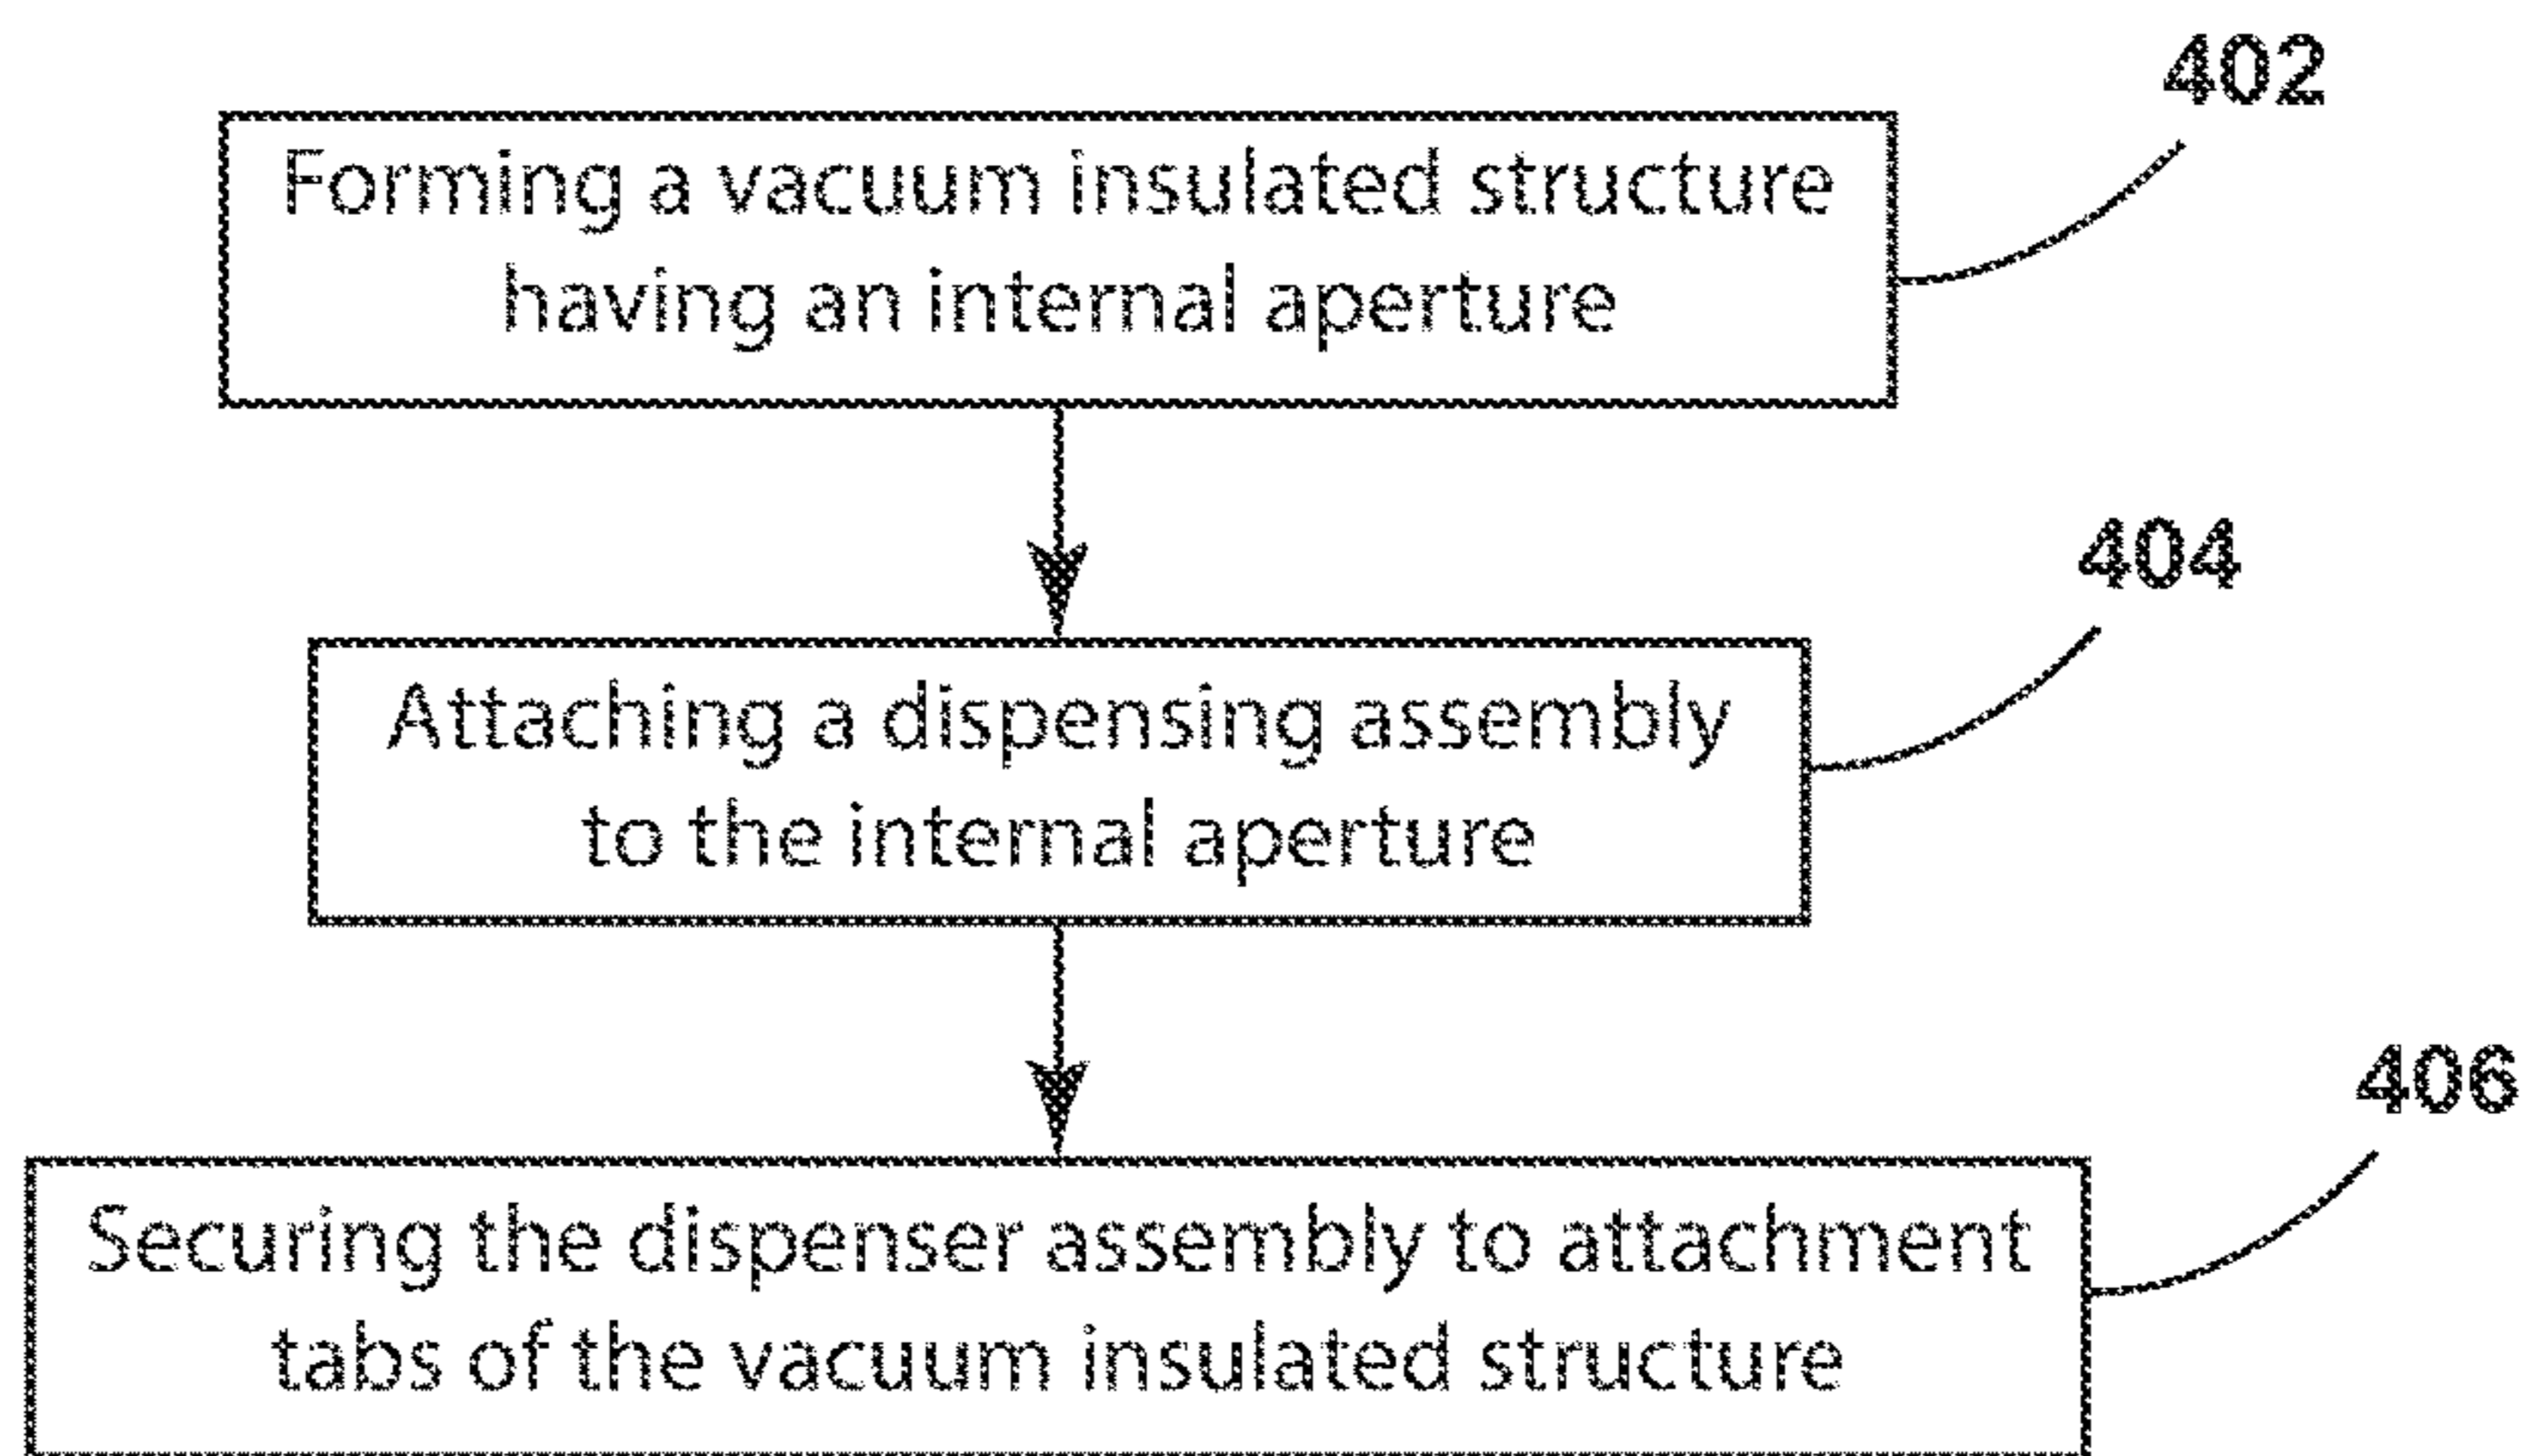 402
Forming a vacuum insulated structure
having an internal aperture
404
Attaching a dispensing assembly
to the internal aperture
406
Securing the dispenser assembly to attachment
tabs of the vacuum insulated structure